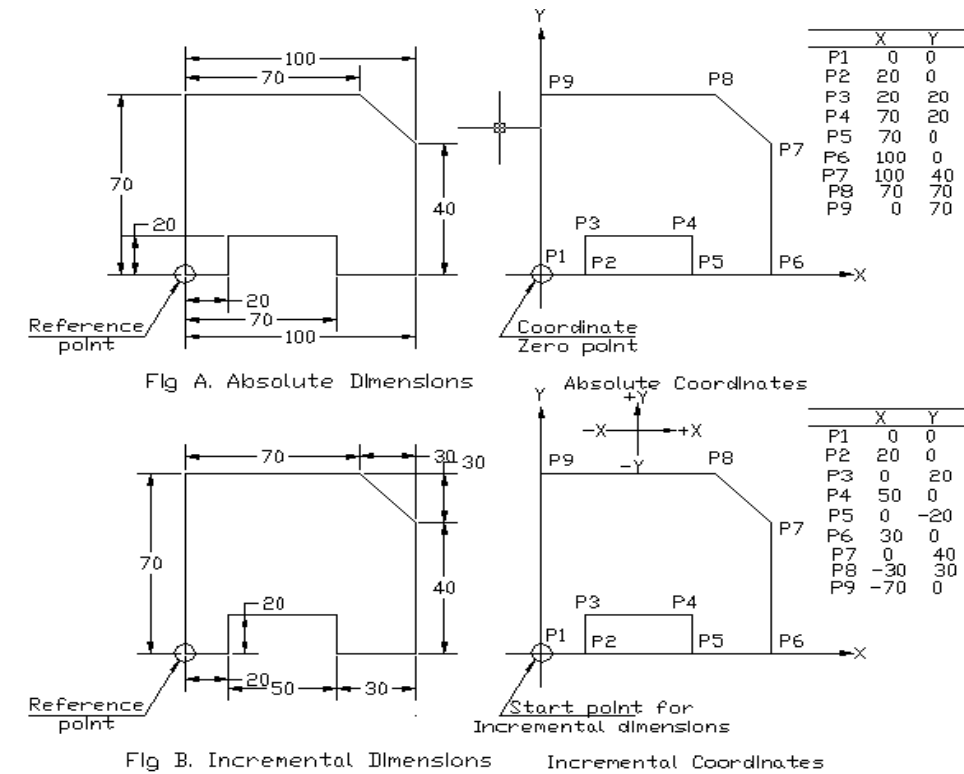 100
70
70
20
40
20
70
100
Reference
point
Fig A. Absolute Dimensions
Y
P9
P8
P7
P3
P4
P1
P2
P5
P6
X
Coordinate
Zero point
Absolute Coordinates
X Y
P1 0 0
P2 20 0
P3 20 20
P4 70 20
P5 70 0
P6 100 0
P7 100 40
P8 70 70
P9 0 70
70
30
30
70
20
40
20
50
30
Reference
point
Fig B. Incremental Dimensions
Y
+Y
-X
+X
-Y
P9
P8
P7
P3
P4
P1
P2
P5
P6
X
Start point for
Incremental dimensions
Incremental Coordinates
X Y
P1 0 0
P2 20 0
P3 0 20
P4 50 0
P5 0 -20
P6 30 0
P7 0 40
P8 -30 30
P9 -70 0